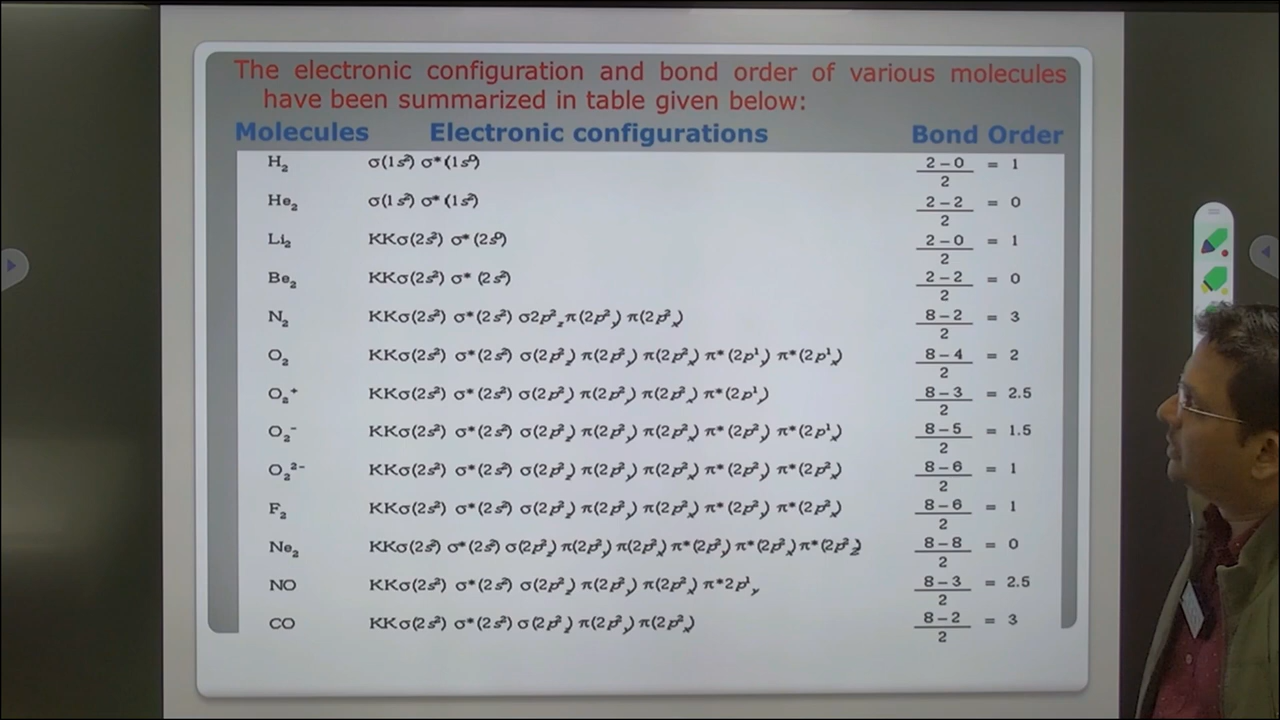 The electronic configuration and bond order of various molecules
have been summarized in table given below:
Molecules Electronic configurations Bond Order
H₂ σ(1s²) σ*(1s⁰) 2−0/2 = 1
He₂ σ(1s²) σ*(1s²) 2−2/2 = 0
Li₂ KKσ(2s²) σ*(2s⁰) 2−0/2 = 1
Be₂ KKσ(2s²) σ*(2s²) 2−2/2 = 0
N₂ KKσ(2s²) σ*(2s²) σ2p²z π(2p²y) π(2p²x) 8−2/2 = 3
O₂ KKσ(2s²) σ*(2s²) σ(2p²z) π(2p²y) π(2p²x) π*(2p¹y) π*(2p¹x) 8−4/2 = 2
O₂⁺ KKσ(2s²) σ*(2s²) σ(2p²z) π(2p²y) π(2p²x) π*(2p¹y) 8−3/2 = 2.5
O₂⁻ KKσ(2s²) σ*(2s²) σ(2p²z) π(2p²y) π(2p²x) π*(2p²y) π*(2p¹x) 8−5/2 = 1.5
O₂²⁻ KKσ(2s²) σ*(2s²) σ(2p²z) π(2p²y) π(2p²x) π*(2p²y) π*(2p²x) 8−6/2 = 1
F₂ KKσ(2s²) σ*(2s²) σ(2p²z) π(2p²y) π(2p²x) π*(2p²y) π*(2p²x) 8−6/2 = 1
Ne₂ KKσ(2s²) σ*(2s²) σ(2p²z) π(2p²y) π(2p²x) π*(2p²y) π*(2p²x) π*(2p²z) 8−8/2 = 0
NO KKσ(2s²) σ*(2s²) σ(2p²z) π(2p²y) π(2p²x) π*2p¹y 8−3/2 = 2.5
CO KKσ(2s²) σ*(2s²) σ(2p²z) π(2p²y) π(2p²x) 8−2/2 = 3